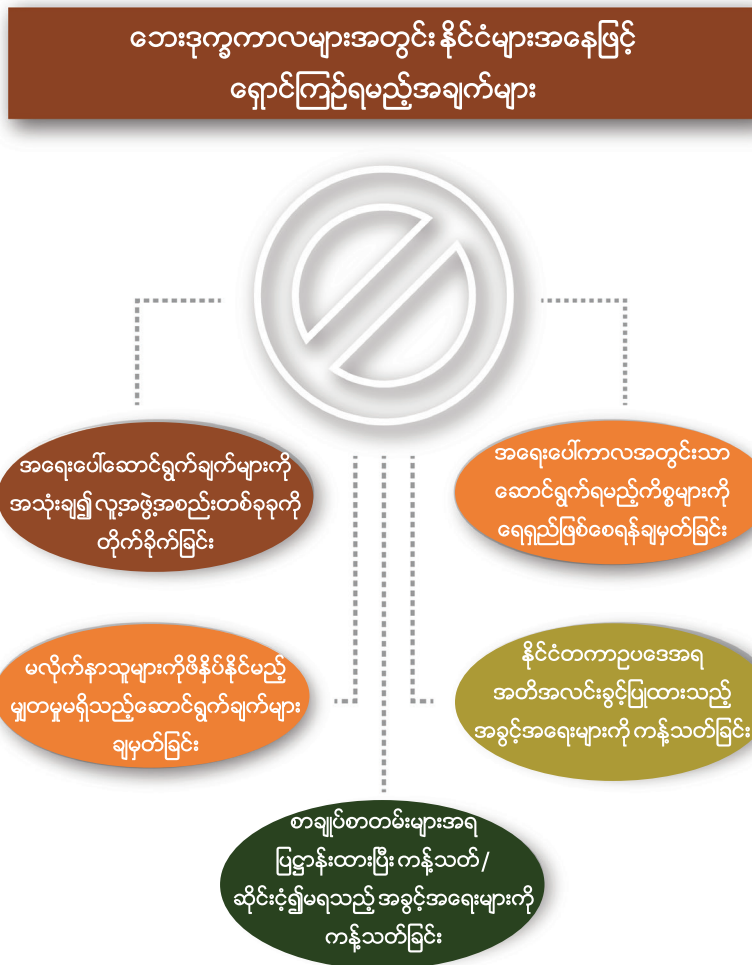 ဘေးဒုက္ခကာလများအတွင်း နိုင်ငံများအနေဖြင့်
ရှောင်ကြဉ်ရမည့်အချက်များ
အရေးပေါ်ဆောင်ရွက်ချက်များကို
အသုံးချ၍ လူ့အဖွဲ့အစည်းတစ်ခုခုကို
တိုက်ခိုက်ခြင်း
အရေးပေါ်ကာလအတွင်းသာ
ဆောင်ရွက်ရမည့်ကိစ္စများကို
ရေရှည်ဖြစ်စေရန်ချမှတ်ခြင်း
မလိုက်နာသူများကိုဖိနှိပ်နိုင်မည့်
မျှတမှုမရှိသည့်ဆောင်ရွက်ချက်များ
ချမှတ်ခြင်း
နိုင်ငံတကာဥပဒေအရ
အတိအလင်းခွင့်ပြုထားသည့်
အခွင့်အရေးများကို ကန့်သတ်ခြင်း
စာချုပ်စာတမ်းများအရ
ပြဋ္ဌာန်းထားပြီး ကန့်သတ်/
ဆိုင်းငံ့၍မရသည့် အခွင့်အရေးများကို
ကန့်သတ်ခြင်း